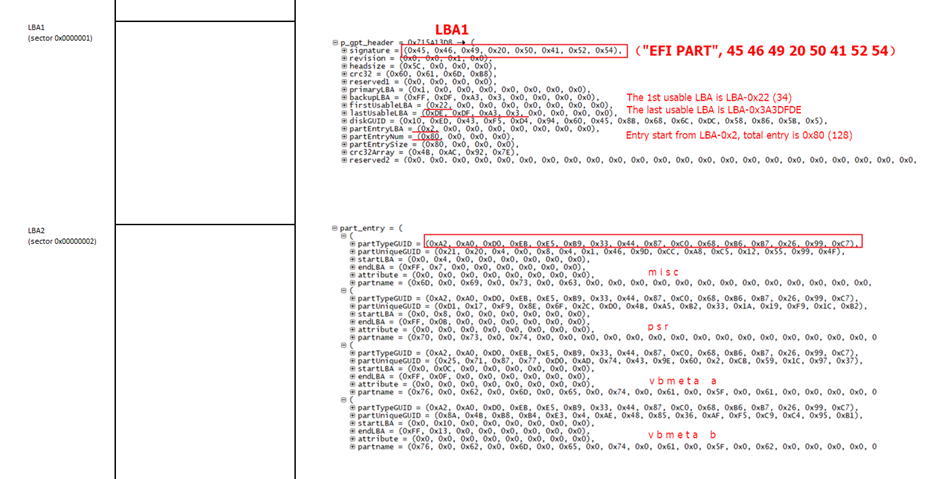 LBA1
(sector 0x0000001)
LBA1
p_gpt_header = 0x715A13D8 → (
signature = (0x45, 0x46, 0x49, 0x20, 0x50, 0x41, 0x52, 0x54),
("EFI PART", 45 46 49 20 50 41 52 54)
revision = (0x0, 0x0, 0x1, 0x0),
headsize = (0x5C, 0x0, 0x0, 0x0),
crc32 = (0x60, 0x61, 0x6D, 0xB8),
reserved1 = (0x0, 0x0, 0x0, 0x0),
primaryLBA = (0x1, 0x0, 0x0, 0x0, 0x0, 0x0, 0x0, 0x0),
backupLBA = (0xFF, 0xDF, 0xA3, 0x3, 0x0, 0x0, 0x0, 0x0),
firstUsableLBA = (0x22, 0x0, 0x0, 0x0, 0x0, 0x0, 0x0, 0x0),
The 1st usable LBA is LBA-0x22 (34)
lastUsableLBA = (0xDE, 0xDF, 0xA3, 0x3, 0x0, 0x0, 0x0, 0x0),
The last usable LBA is LBA-0x3A3DFDE
diskGUID = (0x10, 0xED, 0x43, 0xF5, 0xD4, 0x94, 0x60, 0x45, 0x8B, 0x68, 0x6C, 0xDC, 0x58, 0x86, 0x5B, 0x5),
partEntryLBA = (0x2, 0x0, 0x0, 0x0, 0x0, 0x0, 0x0, 0x0),
partEntryNum = (0x80, 0x0, 0x0, 0x0),
Entry start from LBA-0x2, total entry is 0x80 (128)
partEntrySize = (0x80, 0x0, 0x0, 0x0),
crc32Array = (0x4B, 0xAC, 0x92, 0x7E),
reserved2 = (0x0, 0x0, 0x0, 0x0, 0x0, 0x0, 0x0, 0x0, 0x0, 0x0, 0x0, 0x0, 0x0, 0x0, 0x0, 0x0, 0x0, 0x0, 0x0, 0x0,
LBA2
(sector 0x00000002)
part_entry = (
(
partTypeGUID = (0xA2, 0xA0, 0xD0, 0xEB, 0xE5, 0xB9, 0x33, 0x44, 0x87, 0xC0, 0x68, 0xB6, 0xB7, 0x26, 0x99, 0xC7),
partUniqueGUID = (0x21, 0x20, 0x4, 0x0, 0x8, 0x4, 0x1, 0x46, 0x9D, 0xCC, 0xA8, 0xC5, 0x12, 0x55, 0x99, 0x4F),
startLBA = (0x0, 0x4, 0x0, 0x0, 0x0, 0x0, 0x0, 0x0),
endLBA = (0xFF, 0x7, 0x0, 0x0, 0x0, 0x0, 0x0, 0x0),
attribute = (0x0, 0x0, 0x0, 0x0, 0x0, 0x0, 0x0, 0x0),
m i s c
partname = (0x6D, 0x0, 0x69, 0x0, 0x73, 0x0, 0x63, 0x0, 0x0, 0x0, 0x0, 0x0, 0x0, 0x0, 0x0, 0x0, 0x0, 0x0, 0x0, 0x0,
(
partTypeGUID = (0xA2, 0xA0, 0xD0, 0xEB, 0xE5, 0xB9, 0x33, 0x44, 0x87, 0xC0, 0x68, 0xB6, 0xB7, 0x26, 0x99, 0xC7),
partUniqueGUID = (0xD1, 0x17, 0xF9, 0x8E, 0x6F, 0x2C, 0xD0, 0x4B, 0xA5, 0xB2, 0x33, 0x1A, 0x19, 0xF9, 0x1C, 0xB2),
startLBA = (0x0, 0x8, 0x0, 0x0, 0x0, 0x0, 0x0, 0x0),
endLBA = (0xFF, 0x0B, 0x0, 0x0, 0x0, 0x0, 0x0, 0x0),
attribute = (0x0, 0x0, 0x0, 0x0, 0x0, 0x0, 0x0, 0x0),
p s r
partname = (0x70, 0x0, 0x73, 0x0, 0x74, 0x0, 0x0, 0x0, 0x0, 0x0, 0x0, 0x0, 0x0, 0x0, 0x0, 0x0, 0x0, 0x0, 0x0, 0x0, 0
(
partTypeGUID = (0xA2, 0xA0, 0xD0, 0xEB, 0xE5, 0xB9, 0x33, 0x44, 0x87, 0xC0, 0x68, 0xB6, 0xB7, 0x26, 0x99, 0xC7),
partUniqueGUID = (0x25, 0x71, 0x87, 0x77, 0xD0, 0xAD, 0x74, 0x43, 0x9E, 0x60, 0x2, 0xCB, 0x59, 0x1C, 0x97, 0x37),
startLBA = (0x0, 0x0C, 0x0, 0x0, 0x0, 0x0, 0x0, 0x0),
endLBA = (0xFF, 0x0F, 0x0, 0x0, 0x0, 0x0, 0x0, 0x0),
attribute = (0x0, 0x0, 0x0, 0x0, 0x0, 0x0, 0x0, 0x0),
v b m e t a a
partname = (0x76, 0x0, 0x62, 0x0, 0x6D, 0x0, 0x65, 0x0, 0x74, 0x0, 0x61, 0x0, 0x5F, 0x0, 0x61, 0x0, 0x0, 0x0, 0x0, 0x0, 0
(
partTypeGUID = (0xA2, 0xA0, 0xD0, 0xEB, 0xE5, 0xB9, 0x33, 0x44, 0x87, 0xC0, 0x68, 0xB6, 0xB7, 0x26, 0x99, 0xC7),
partUniqueGUID = (0x8A, 0x4B, 0xB8, 0xB4, 0xE3, 0x4, 0xAE, 0x48, 0x85, 0x36, 0xAF, 0xF5, 0xC9, 0xC4, 0x95, 0xB1),
startLBA = (0x0, 0x10, 0x0, 0x0, 0x0, 0x0, 0x0, 0x0),
endLBA = (0xFF, 0x13, 0x0, 0x0, 0x0, 0x0, 0x0, 0x0),
attribute = (0x0, 0x0, 0x0, 0x0, 0x0, 0x0, 0x0, 0x0),
v b m e t a b
partname = (0x76, 0x0, 0x62, 0x0, 0x6D, 0x0, 0x65, 0x0, 0x74, 0x0, 0x61, 0x0, 0x5F, 0x0, 0x62, 0x0, 0x0, 0x0, 0x0, 0x0, 0